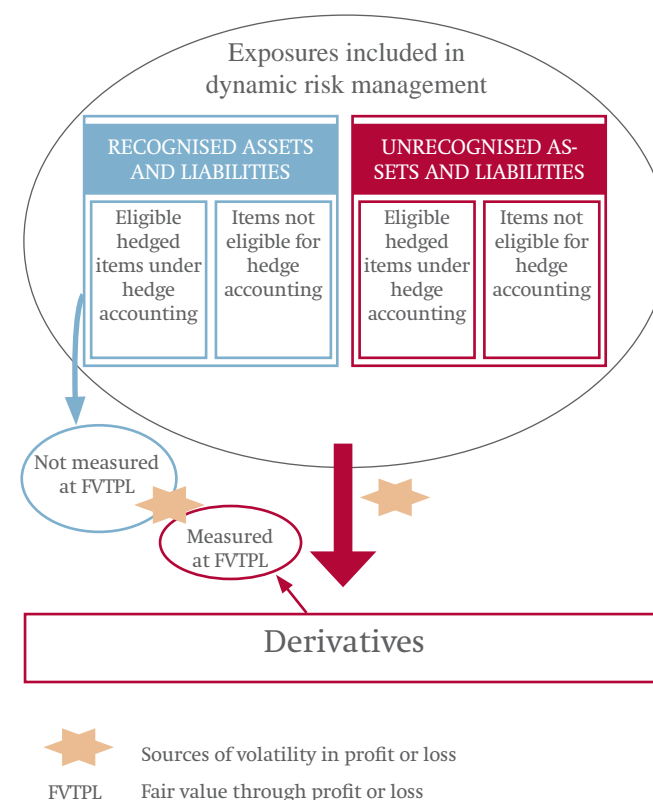 Exposures included in
dynamic risk management
RECOGNISED ASSETS
AND LIABILITIES
UNRECOGNISED AS-
SETS AND LIABILITIES
Eligible
hedged
items under
hedge
accounting
Items not
eligible for
hedge
accounting
Eligible
hedged
items under
hedge
accounting
Items not
eligible for
hedge
accounting
Not measured
at FVTPL
Measured
at FVTPL
Derivatives
Sources of volatility in profit or loss
FVTPL Fair value through profit or loss